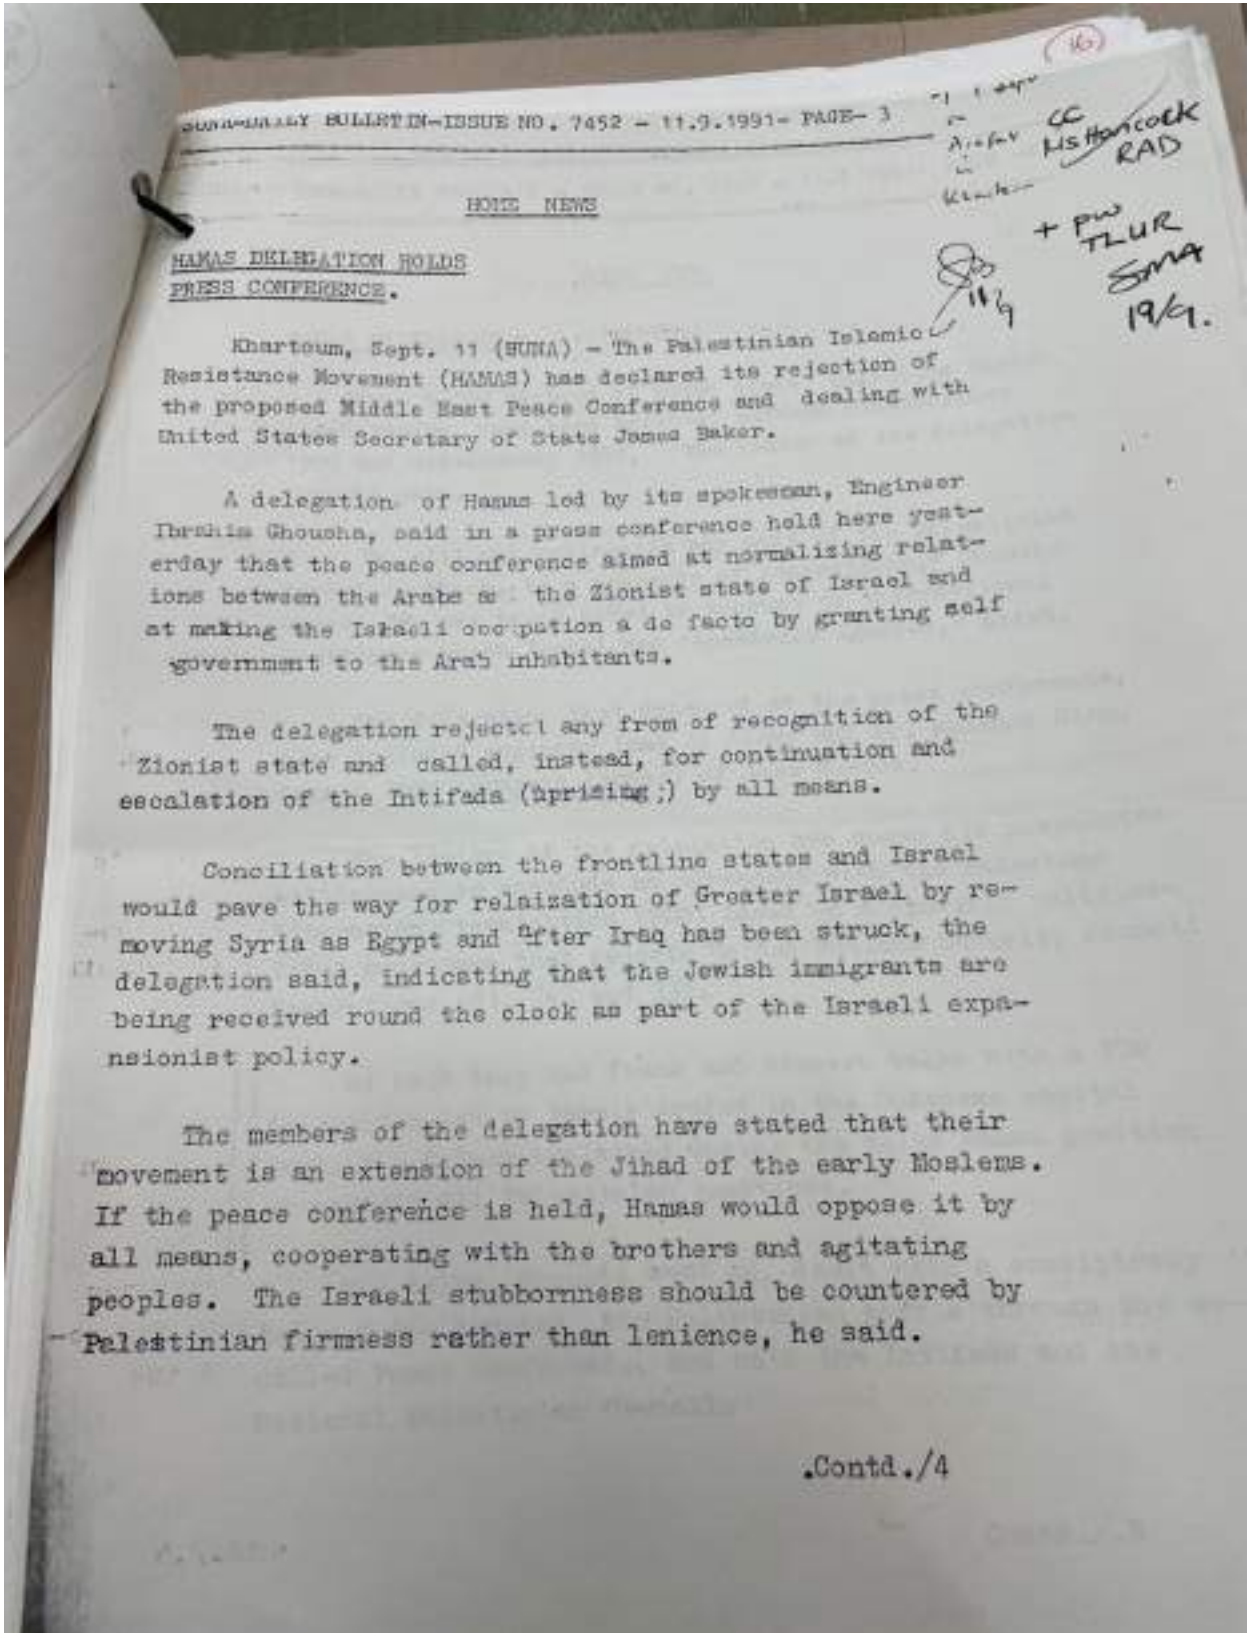 SUNA-DAILY BULLETIN-ISSUE NO. 7452 - 11.9.1991- PAGE- 3
16
CC
Ms Hancock
RAD
+ pw
TLUR
SMA
19/9.
11/9
HOME NEWS
HAMAS DELEGATION HOLDS
PRESS CONFERENCE.
Khartoum, Sept. 11 (SUNA) - The Palestinian Islamic
Resistance Movement (HAMAS) has declared its rejection of
the proposed Middle East Peace Conference and dealing with
United States Secretary of State James Baker.
A delegation of Hamas led by its spokesman, Engineer
Ibrahim Ghousha, said in a press conference held here yest-
erday that the peace conference aimed at normalizing relat-
ions between the Arabs a the Zionist state of Israel and
at making the Israeli occupation a de facto by granting self
government to the Arab inhabitants.
The delegation rejected any from of recognition of the
Zionist state and called, instead, for continuation and
escalation of the Intifada (uprising;) by all means.
Conciliation between the frontline states and Israel
would pave the way for relaization of Greater Israel by re-
moving Syria as Egypt and after Iraq has been struck, the
delegation said, indicating that the Jewish immigrants are
being received round the clock as part of the Israeli expa-
nsionist policy.
The members of the delegation have stated that their
movement is an extension of the Jihad of the early Moslems.
If the peace conference is held, Hamas would oppose it by
all means, cooperating with the brothers and agitating
peoples. The Israeli stubbornness should be countered by
Palestinian firmness rather than lenience, he said.
.Contd./4